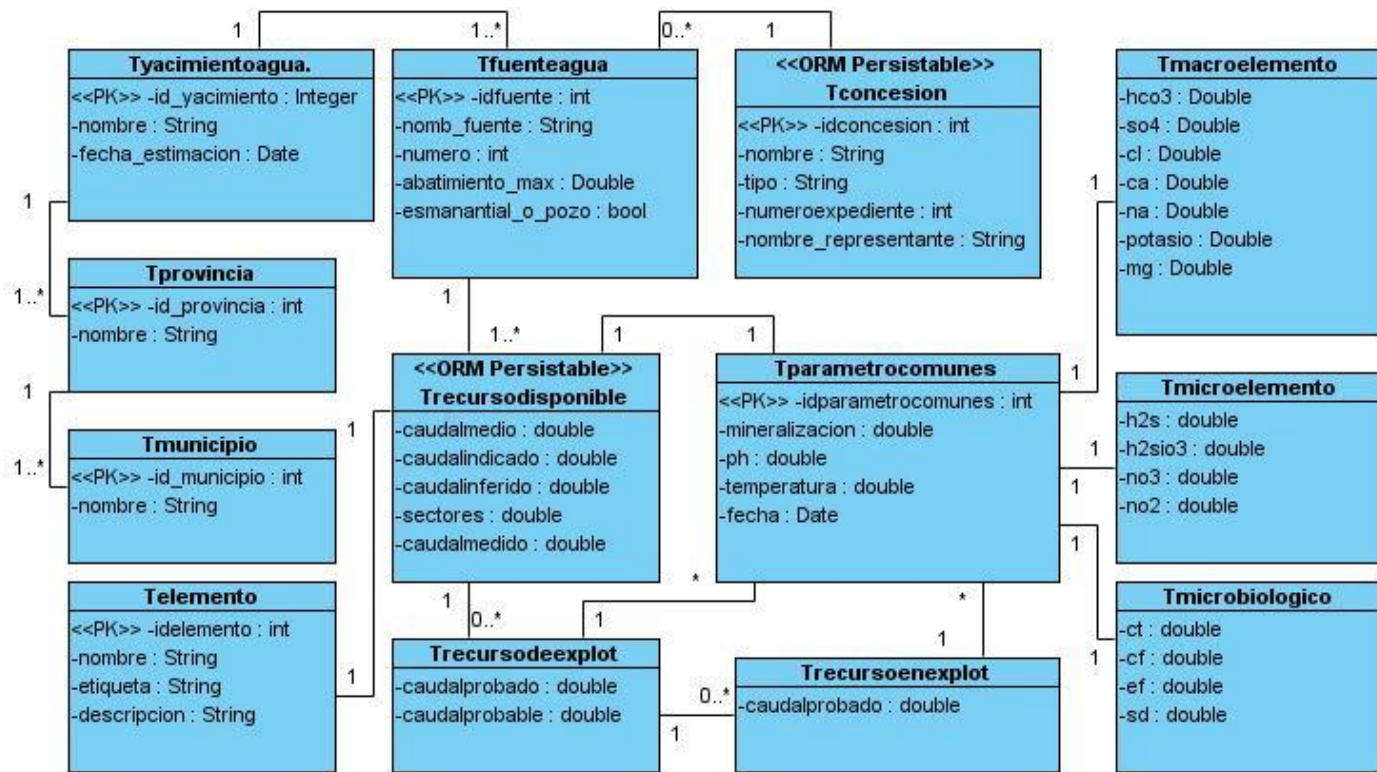 1
1..*
0..*
1
Tyacimientoagua.
<<PK>> -id_yacimiento : Integer
-nombre : String
-fecha_estimacion : Date
Tfuenteagua
<<PK>> -idfuente : int
-nomb_fuente : String
-numero : int
-abatimiento_max : Double
-esmanantial_o_pozo : bool
<<ORM Persistable>>
Tconcesion
<<PK>> -idconcesion : int
-nombre : String
-tipo : String
-numeroexpediente : int
-nombre_representante : String
Tmacroelemento
-hco3 : Double
-so4 : Double
-cl : Double
-ca : Double
-na : Double
-potasio : Double
-mg : Double
1
1..*
Tprovincia
<<PK>> -id_provincia : int
-nombre : String
1
1..*
1
1..*
Tmunicipio
<<PK>> -id_municipio : int
-nombre : String
1
1
<<ORM Persistable>>
Trecursodisponible
-caudalmedio : double
-caudalindicado : double
-caudalinferido : double
-sectores : double
-caudalmedido : double
Tparametrocomunes
<<PK>> -idparametrocomunes : int
-mineralizacion : double
-ph : double
-temperatura : double
-fecha : Date
1
1
Tmicroelemento
-h2s : double
-h2sio3 : double
-no3 : double
-no2 : double
1
1
1
1
Tmicrobiologico
-ct : double
-cf : double
-ef : double
-sd : double
1
Telemento
<<PK>> -idelemento : int
-nombre : String
-etiqueta : String
-descripcion : String
1
1
0..*
*
1
*
1
Trecursodeexplot
-caudalprobado : double
-caudalprobable : double
1
0..*
Trecursoenexplot
-caudalprobado : double